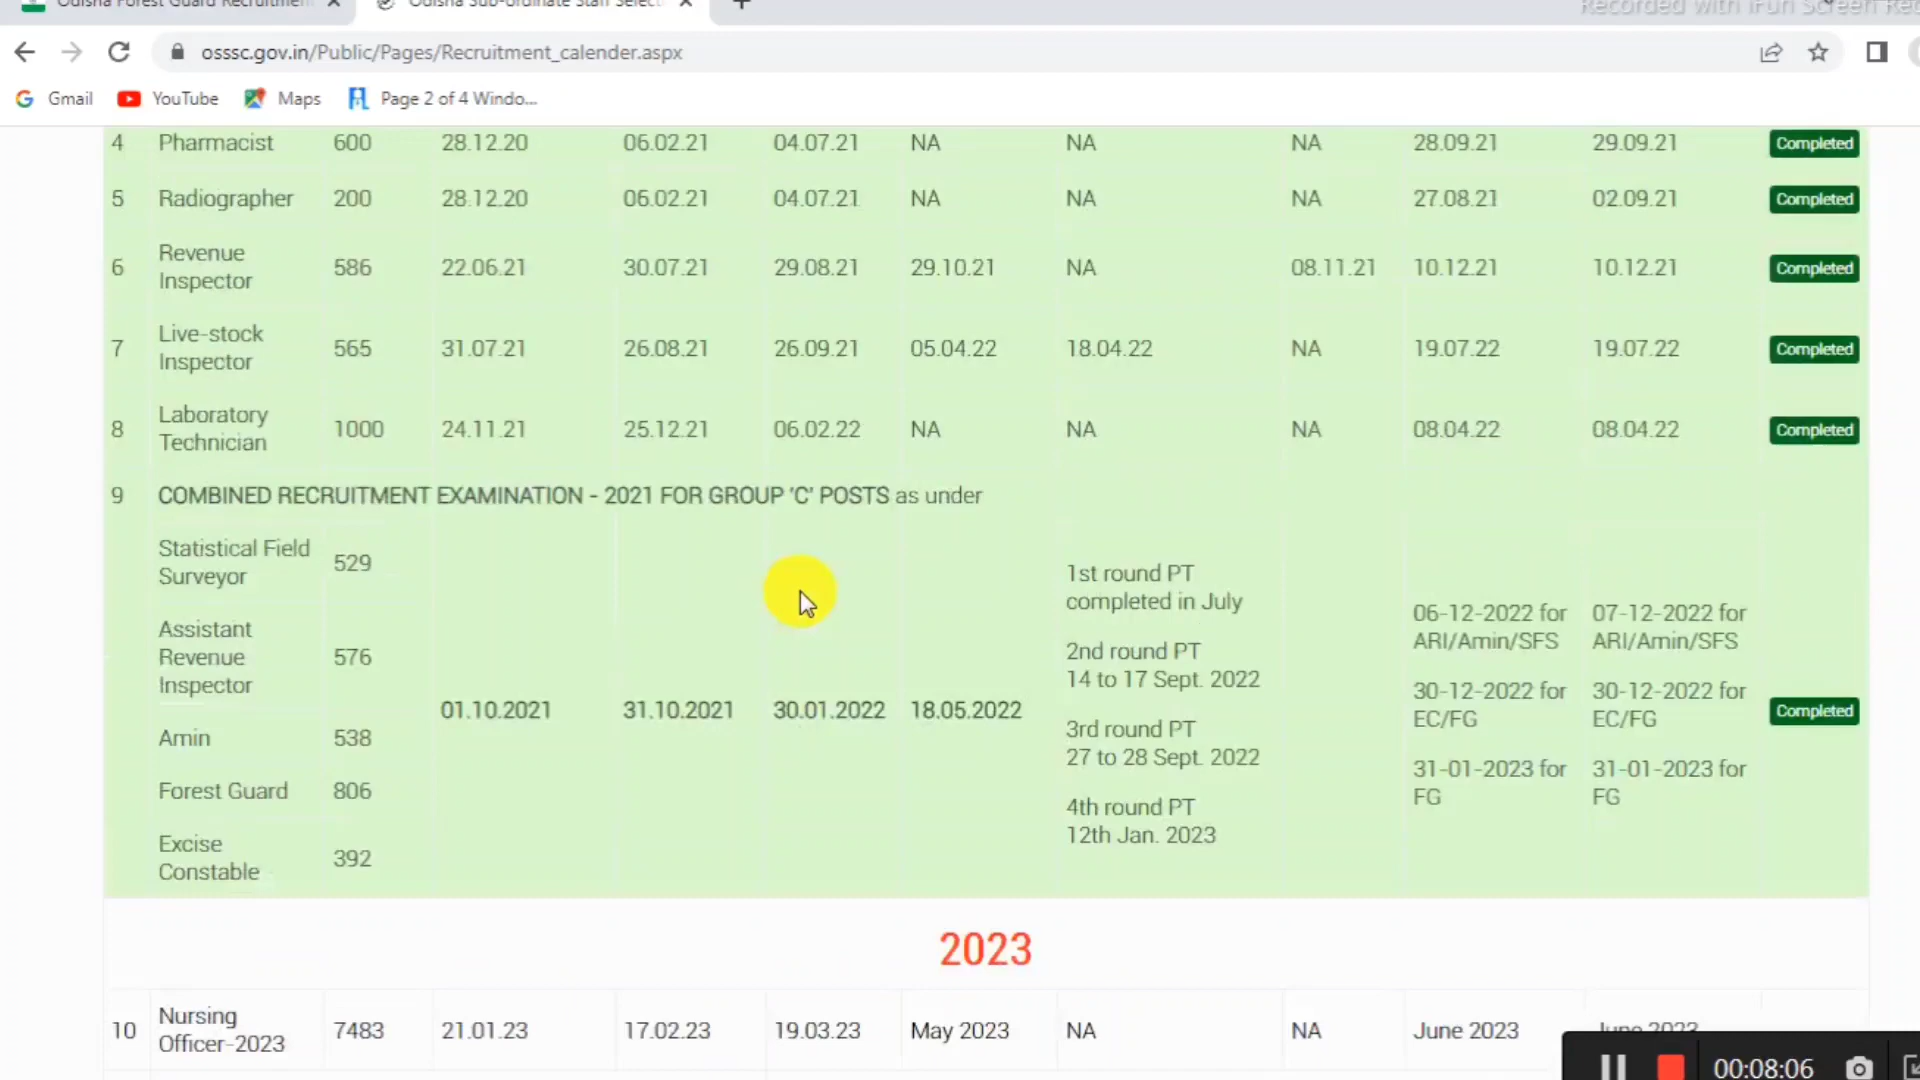 Odisha Forest Guard Recruitment
Odisha Sub-ordinate Staff Select
Recorded with iFun Screen Rec
osssc.gov.in/Public/Pages/Recruitment_calender.aspx
Gmail YouTube Maps Page 2 of 4 Windo...
4 Pharmacist 600 28.12.20 06.02.21 04.07.21 NA NA NA 28.09.21 29.09.21 Completed
5 Radiographer 200 28.12.20 06.02.21 04.07.21 NA NA NA 27.08.21 02.09.21 Completed
Revenue
6 Inspector 586 22.06.21 30.07.21 29.08.21 29.10.21 NA 08.11.21 10.12.21 10.12.21 Completed
Live-stock
7 Inspector 565 31.07.21 26.08.21 26.09.21 05.04.22 18.04.22 NA 19.07.22 19.07.22 Completed
Laboratory
8 Technician 1000 24.11.21 25.12.21 06.02.22 NA NA NA 08.04.22 08.04.22 Completed
9 COMBINED RECRUITMENT EXAMINATION - 2021 FOR GROUP 'C' POSTS as under
Statistical Field
Surveyor 529
Assistant
Revenue
Inspector 576
Amin 538
Forest Guard 806
Excise
Constable 392
01.10.2021 31.10.2021 30.01.2022 18.05.2022
1st round PT
completed in July
2nd round PT
14 to 17 Sept. 2022
3rd round PT
27 to 28 Sept. 2022
4th round PT
12th Jan. 2023
06-12-2022 for
ARI/Amin/SFS
30-12-2022 for
EC/FG
31-01-2023 for
FG
07-12-2022 for
ARI/Amin/SFS
30-12-2022 for
EC/FG
31-01-2023 for
FG
Completed
2023
Nursing
10 Officer-2023 7483 21.01.23 17.02.23 19.03.23 May 2023 NA NA June 2023 June 2023
00:08:06